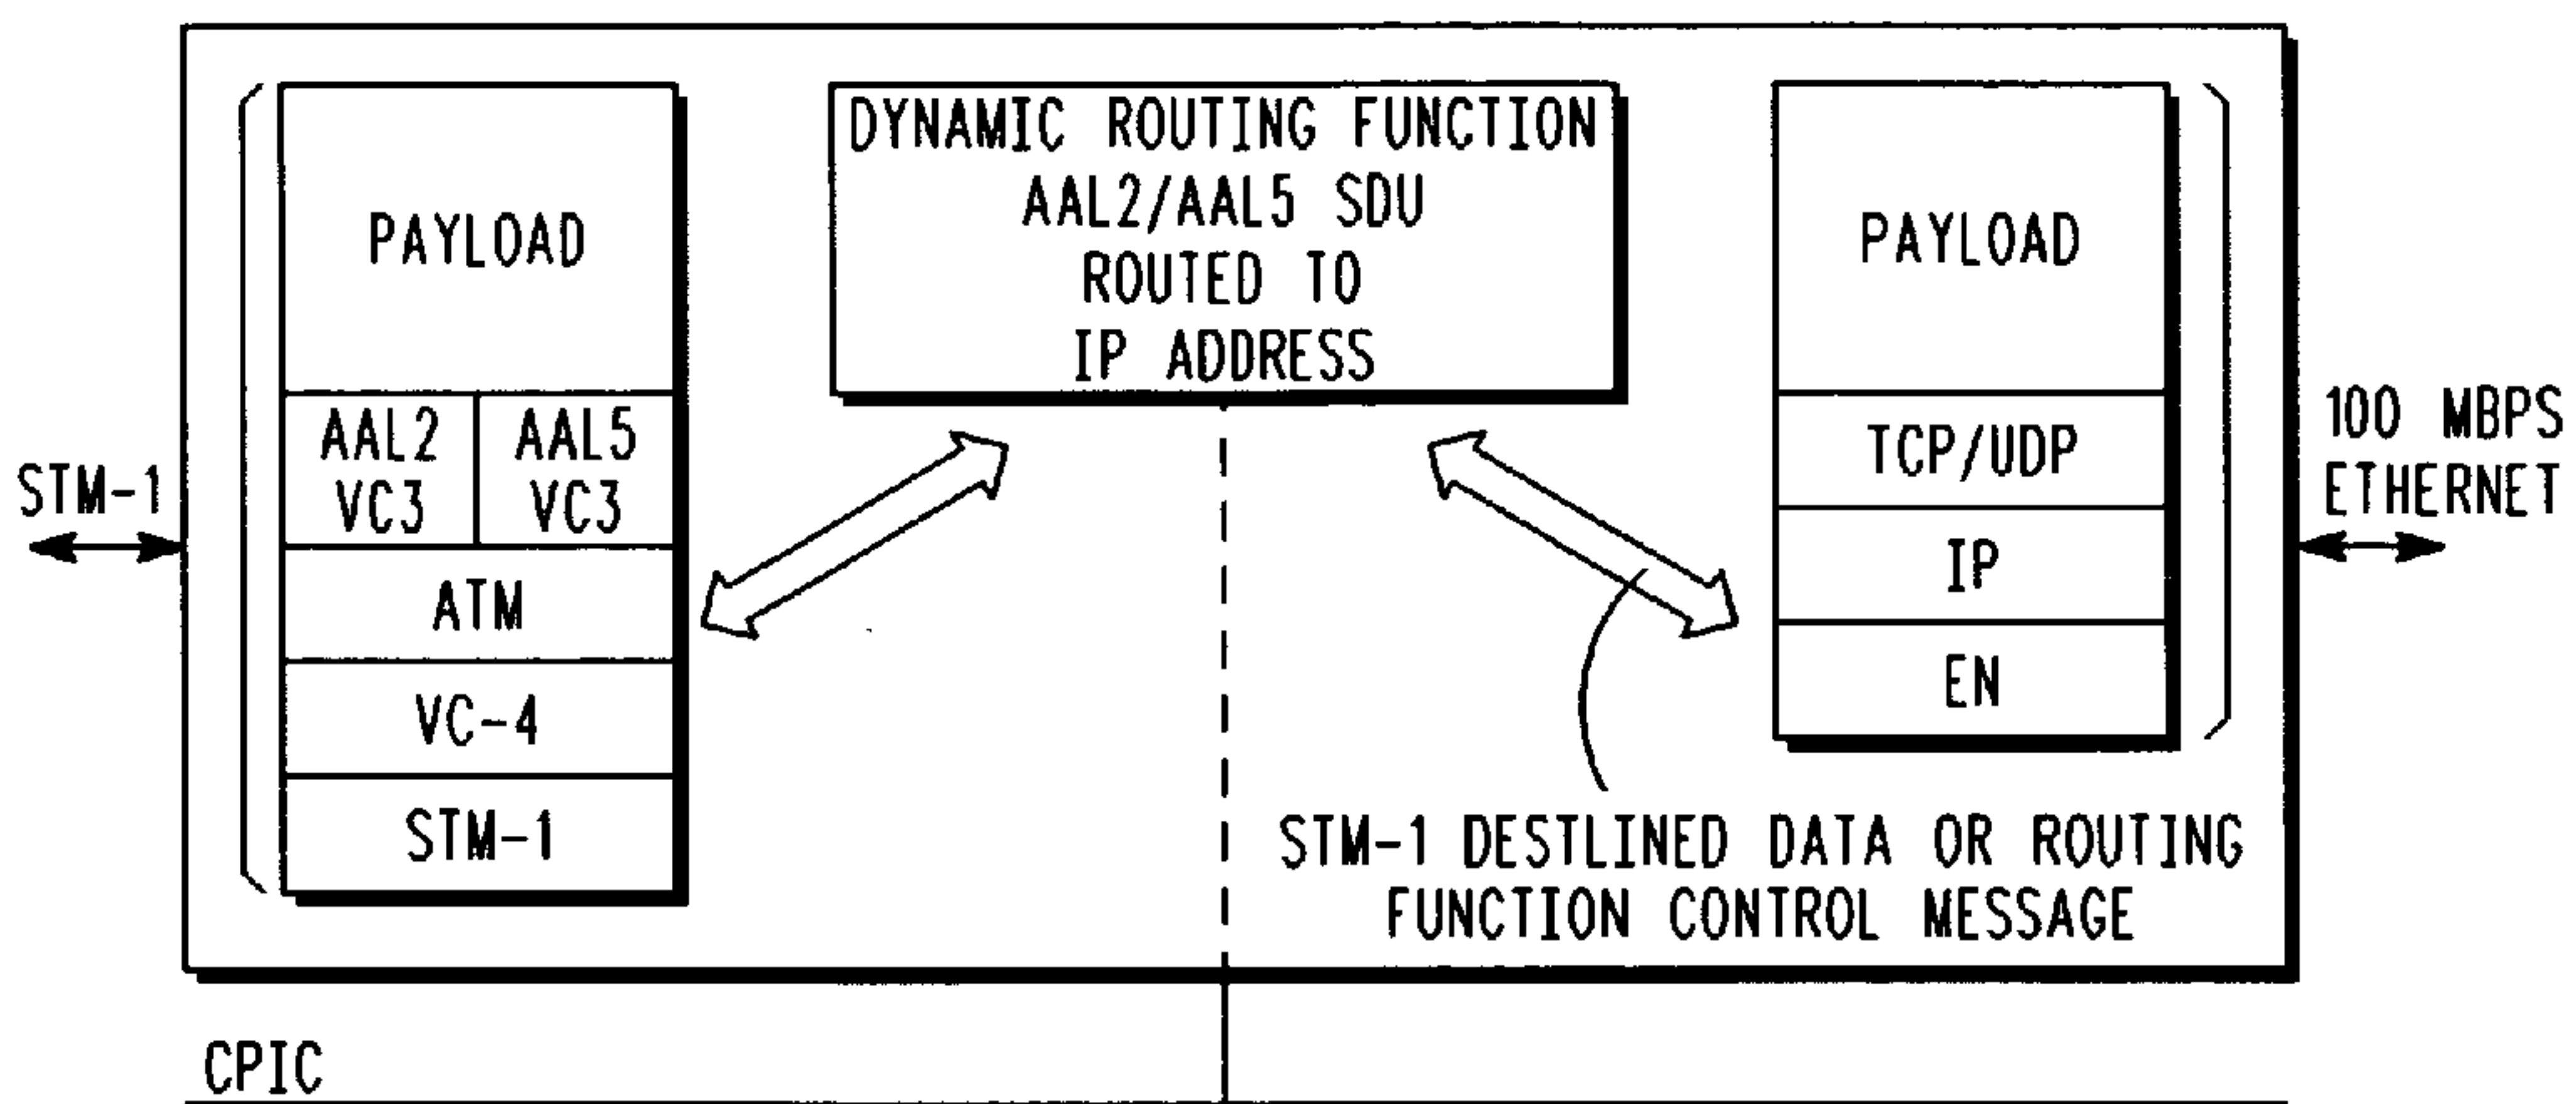 PAYLOAD
AAL2
VC3
AAL5
VC3
ATM
VC-4
STM-1
STM-1
DYNAMIC ROUTING FUNCTION
AAL2/AAL5 SDU
ROUTED TO
IP ADDRESS
PAYLOAD
TCP/UDP
IP
EN
100 MBPS
ETHERNET
STM-1 DESTLINED DATA OR ROUTING
FUNCTION CONTROL MESSAGE
CPIC